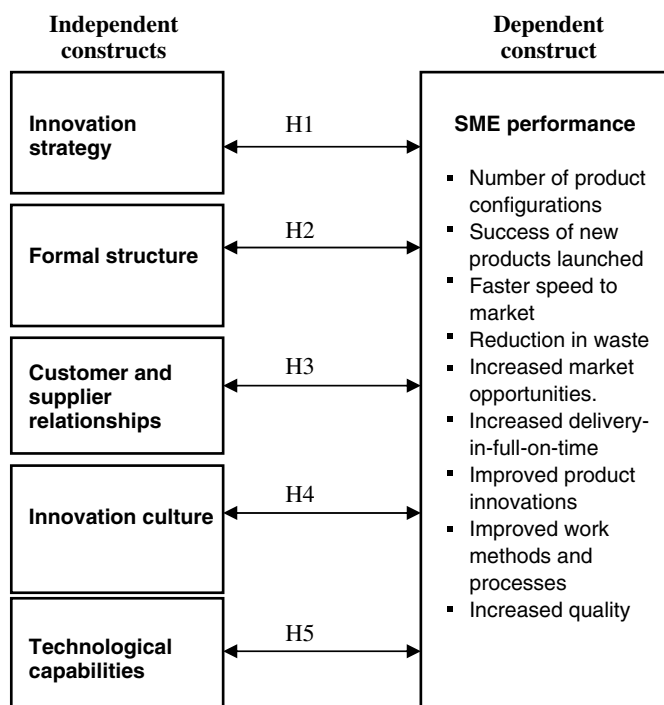 Independent
constructs
Dependent
construct
Innovation
strategy
H1
Formal structure
H2
Customer and
supplier
relationships
H3
Innovation culture
H4
Technological
capabilities
H5
SME performance
▪ Number of product
configurations
▪ Success of new
products launched
▪ Faster speed to
market
▪ Reduction in waste
▪ Increased market
opportunities.
▪ Increased delivery-
in-full-on-time
▪ Improved product
innovations
▪ Improved work
methods and
processes
▪ Increased quality